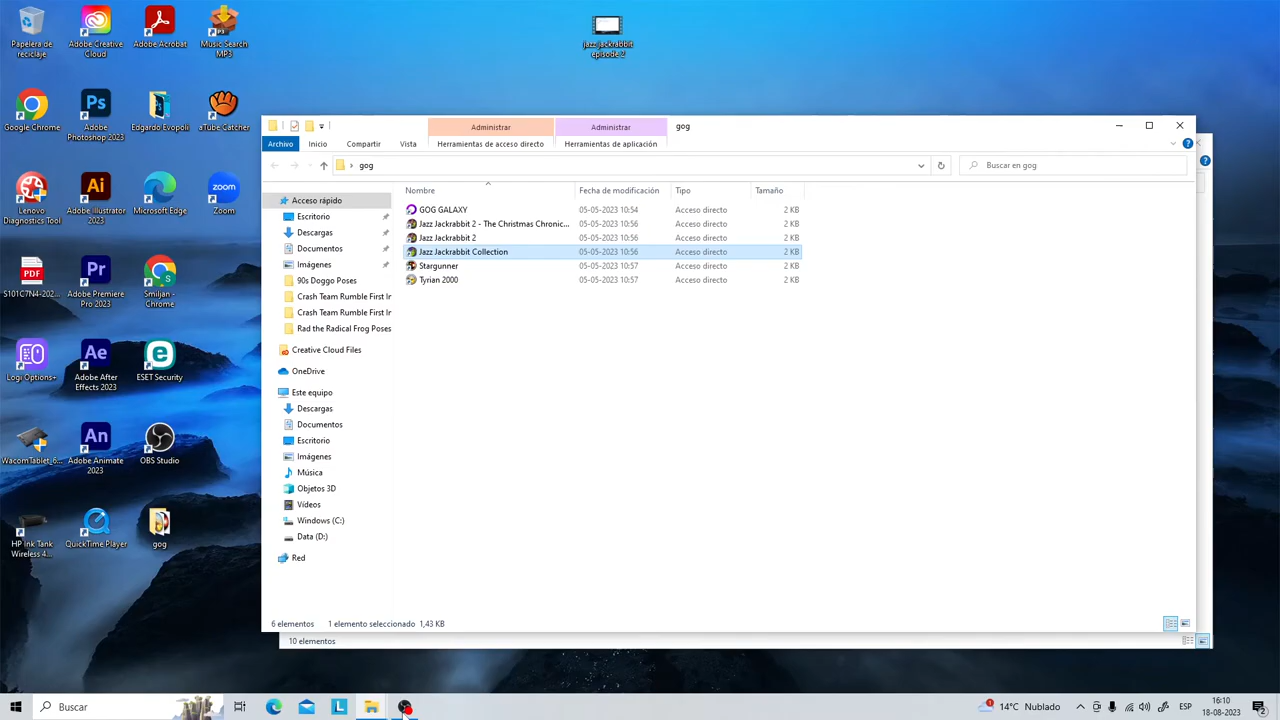 Papelera de
reciclaje
Adobe Creative
Cloud
Adobe Acrobat
Music Search
MP3
jazz jackrabbit
episode 2
Google Chrome
Adobe
Photoshop 2023
Edgardo Evopoli
aTube Catcher
Lenovo
Diagnostics Tool
Adobe Illustrator
2023
Microsoft Edge
Zoom
S101C7N4-202...
Adobe Premiere
Pro 2023
Smiljan -
Chrome
Logi Options+
Adobe After
Effects 2023
ESET Security
WacomTablet_6...
Adobe Animate
2023
OBS Studio
HP Ink Tank
Wireless 4...
QuickTime Player
gog
Administrar
Administrar
gog
Archivo
Inicio
Compartir
Vista
Herramientas de acceso directo
Herramientas de aplicación
gog
Buscar en gog
Nombre
Fecha de modificación
Tipo
Tamaño
GOG GALAXY 05-05-2023 10:54 Acceso directo 2 KB
Jazz Jackrabbit 2 - The Christmas Chronic... 05-05-2023 10:56 Acceso directo 2 KB
Jazz Jackrabbit 2 05-05-2023 10:56 Acceso directo 2 KB
Jazz Jackrabbit Collection 05-05-2023 10:56 Acceso directo 2 KB
Stargunner 05-05-2023 10:57 Acceso directo 2 KB
Tyrian 2000 05-05-2023 10:57 Acceso directo 2 KB
Acceso rápido
Escritorio
Descargas
Documentos
Imágenes
90s Doggo Poses
Crash Team Rumble First Ir
Crash Team Rumble First Ir
Rad the Radical Frog Poses
Creative Cloud Files
OneDrive
Este equipo
Descargas
Documentos
Escritorio
Imágenes
Música
Objetos 3D
Vídeos
Windows (C:)
Data (D:)
Red
6 elementos 1 elemento seleccionado 1,43 KB
10 elementos
Buscar
14°C Nublado
ESP
16:10
18-08-2023